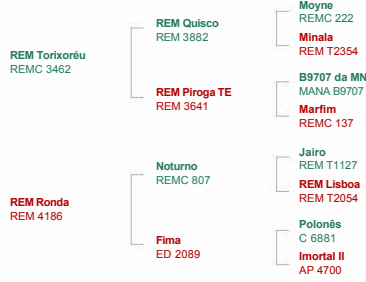 Moyne
REMC 222
REM Quisco
REM 3882
Minala
REM T2354
REM Torixoréu
REMC 3462
B9707 da MN
MANA B9707
REM Piroga TE
REM 3641
Marfim
REMC 137
Jairo
REM T1127
Noturno
REMC 807
REM Lisboa
REM T2054
REM Ronda
REM 4186
Polonês
C 6881
Fima
ED 2089
Imortal II
AP 4700